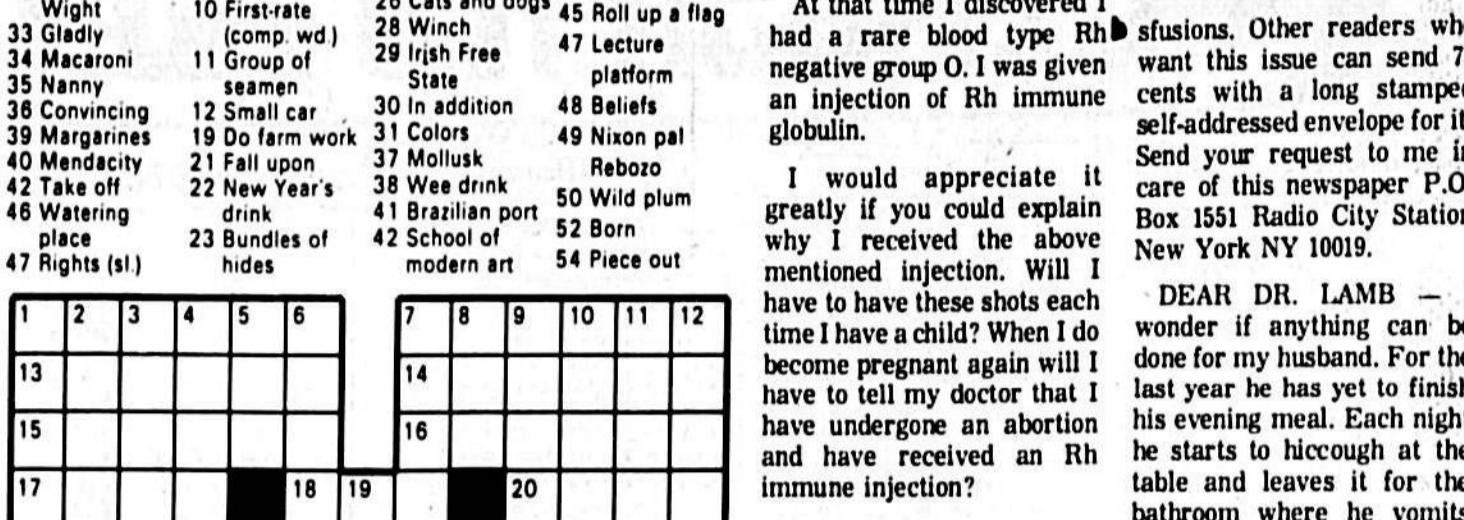 Wight
33 Gladly
34 Macaroni
35 Nanny
36 Convincing
39 Margarines
40 Mendacity
42 Take off
46 Watering
place
47 Rights (sl.)
10 First-rate
(comp. wd.)
11 Group of
seamen
12 Small car
19 Do farm work
21 Fall upon
22 New Year's
drink
23 Bundles of
hides
26 Cats and dogs
28 Winch
29 Irish Free
State
30 In addition
31 Colors
37 Mollusk
38 Wee drink
41 Brazilian port
42 School of
modern art
45 Roll up a flag
47 Lecture
platform
48 Beliefs
49 Nixon pal
Rebozo
50 Wild plum
52 Born
54 Piece out
1 2 3 4 5 6 7 8 9 10 11 12
13 14
15 16
17 18 19 20
At that time I discovered I
had a rare blood type Rh
negative group O. I was given
an injection of Rh immune
globulin.
I would appreciate it
greatly if you could explain
why I received the above
mentioned injection. Will I
have to have these shots each
time I have a child? When I do
become pregnant again will I
have to tell my doctor that I
have undergone an abortion
and have received an Rh
immune injection?
sfusions. Other readers wh
want this issue can send 7
cents with a long stamped
self-addressed envelope for it
Send your request to me in
care of this newspaper P.O.
Box 1551 Radio City Station
New York NY 10019.
DEAR DR. LAMB —
wonder if anything can be
done for my husband. For the
last year he has yet to finish
his evening meal. Each night
he starts to hiccough at the
table and leaves it for the
bathroom where he vomits